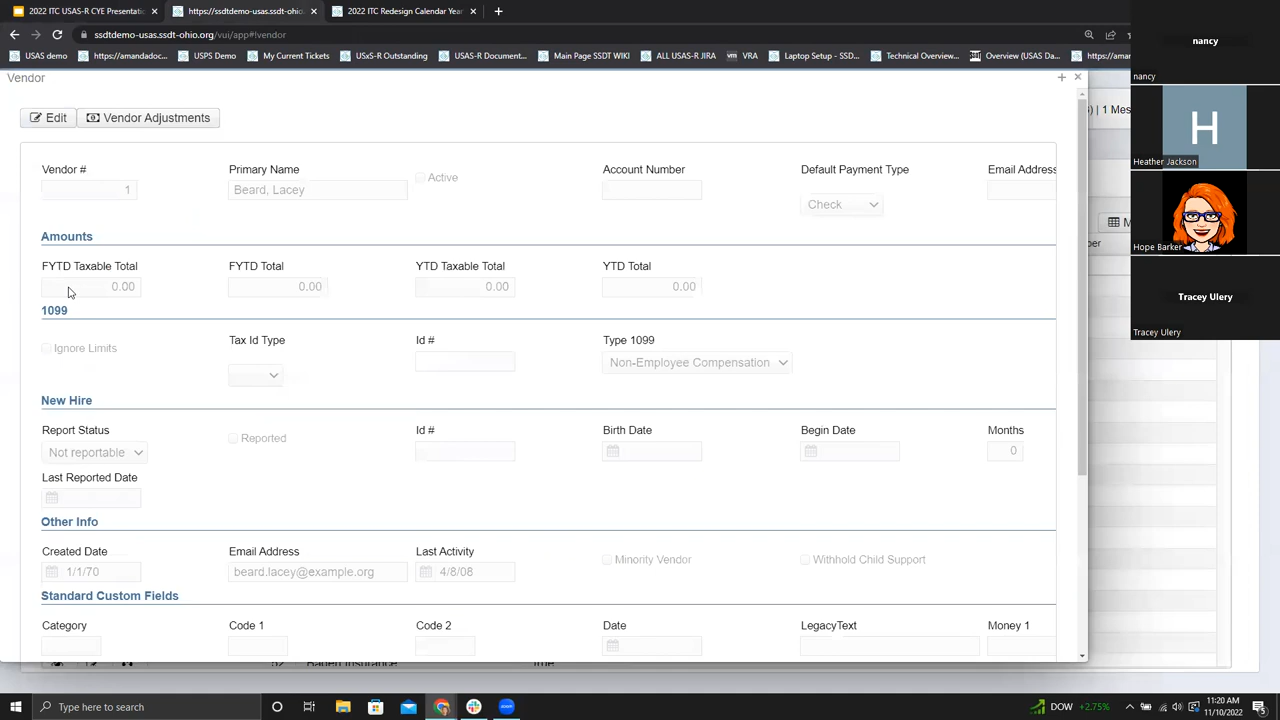 2022 ITC USAS-R CYE Presentati
https://ssdtdemo-usas.ssdt-ohio.
2022 ITC Redesign Calendar Year
ssdtdemo-usas.ssdt-ohio.org/vui/app#!vendor
USAS Demo
https://amandadoc...
USPS Demo
My Current Tickets
USxS-R Outstanding
USAS-R Document...
Main Page SSDT WIKI
ALL USAS-R JIRA
VRA
Laptop Setup - SSD...
Technical Overview...
Overview (USAS Da...
https://aman
Vendor
Edit
Vendor Adjustments
) | 1 Mes
Vendor #
Primary Name
Active
Account Number
Default Payment Type
Email Address
1
Beard, Lacey
Check
Amounts
FYTD Taxable Total
FYTD Total
YTD Taxable Total
YTD Total
0.00
0.00
0.00
0.00
1099
Ignore Limits
Tax Id Type
Id #
Type 1099
Non-Employee Compensation
New Hire
Report Status
Reported
Id #
Birth Date
Begin Date
Months
Not reportable
0
Last Reported Date
Other Info
Created Date
Email Address
Last Activity
Minority Vendor
Withhold Child Support
1/1/70
beard.lacey@example.org
4/8/08
Standard Custom Fields
Category
Code 1
Code 2
Date
LegacyText
Money 1
nancy
nancy
H
Heather Jackson
Hope Barker
Tracey Ulery
Tracey Ulery
Type here to search
DOW +2.75%
11:20 AM
11/10/2022
5